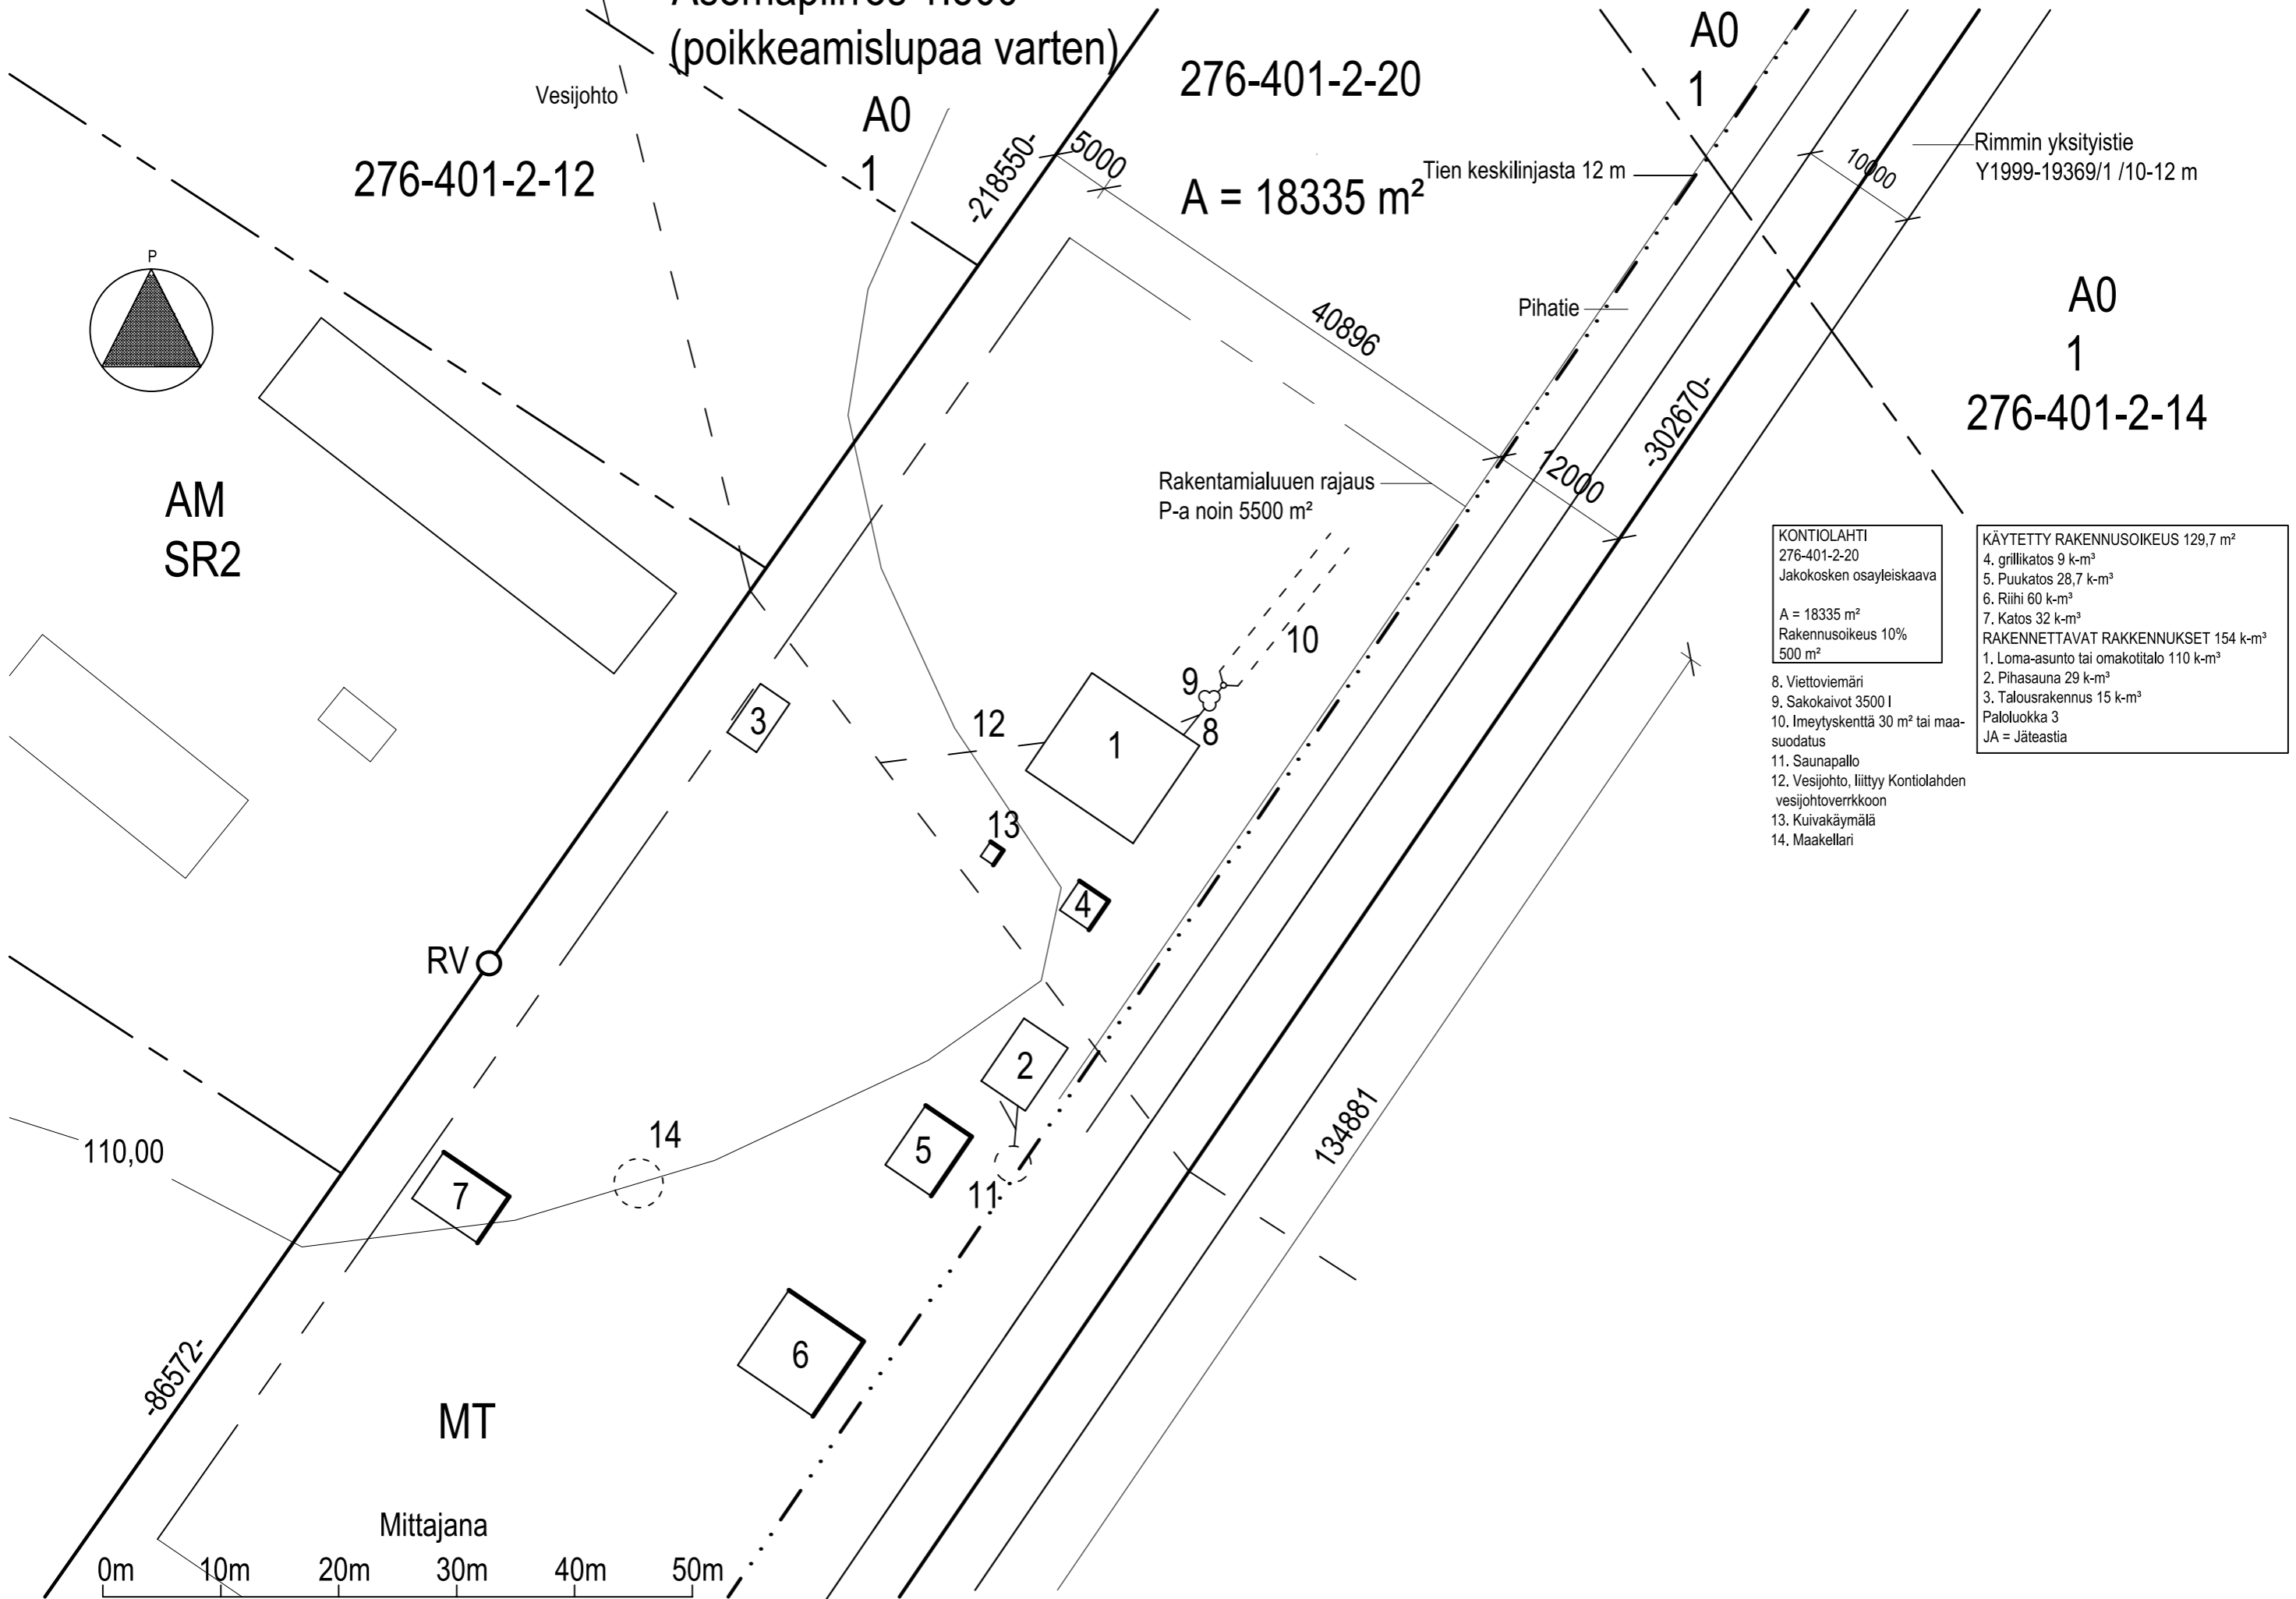 (poikkeamislupaa varten)
276-401-2-20
A = 18335 m²
A0
1
A0
1
Vesijohto
276-401-2-12
-218550-
5000
Tien keskilinjasta 12 m
10000
Rimmin yksityistie
Y1999-19369/1 /10-12 m
P
Pihatie
40896
A0
1
276-401-2-14
-302670-
12000
AM
SR2
Rakentamialuuen rajaus
P-a noin 5500 m²
KONTIOLAHTI
276-401-2-20
Jakokosken osayleiskaava
A = 18335 m²
Rakennusoikeus 10%
500 m²
KÄYTETTY RAKENNUSOIKEUS 129,7 m²
4. grillikatos 9 k-m³
5. Puukatos 28,7 k-m³
6. Riihi 60 k-m³
7. Katos 32 k-m³
RAKENNETTAVAT RAKKENNUKSET 154 k-m³
1. Loma-asunto tai omakotitalo 110 k-m³
2. Pihasauna 29 k-m³
3. Talousrakennus 15 k-m³
Paloluokka 3
JA = Jäteastia
8. Viettoviemäri
9. Sakokaivot 3500 l
10. Imeytyskenttä 30 m² tai maa-
suodatus
11. Saunapallo
12. Vesijohto, liittyy Kontiolahden
vesijohtoverrkkoon
13. Kuivakäymälä
14. Maakellari
10
9
8
3
12
1
13
4
RV
2
134881
110,00
14
5
11
7
6
-86572-
MT
Mittajana
0m 10m 20m 30m 40m 50m